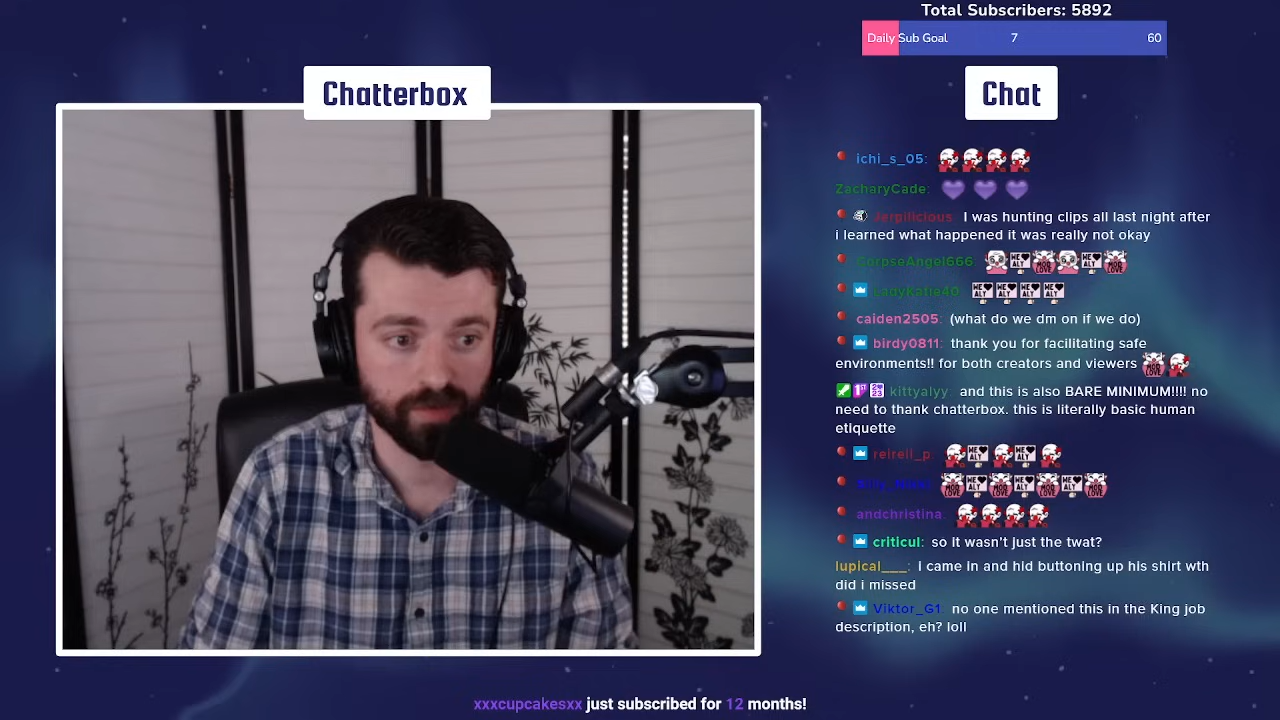 Total Subscribers: 5892
Daily Sub Goal 7 60
Chatterbox
Chat
ichi_s_05:
ZacharyCade:
Jerpilicious: I was hunting clips all last night after
i learned what happened it was really not okay
CorpseAngel666:
LadyKatie40:
caiden2505: (what do we dm on if we do)
birdy0811: thank you for facilitating safe
environments!! for both creators and viewers
kittyalyy: and this is also BARE MINIMUM!!!! no
need to thank chatterbox. this is literally basic human
etiquette
relrell_p:
andchristina:
criticul: so it wasn't just the twat?
lupical___: I came in and hid buttoning up his shirt wth
did i missed
Viktor_G1: no one mentioned this in the King job
description, eh? loll
xxxcupcakesxx just subscribed for 12 months!